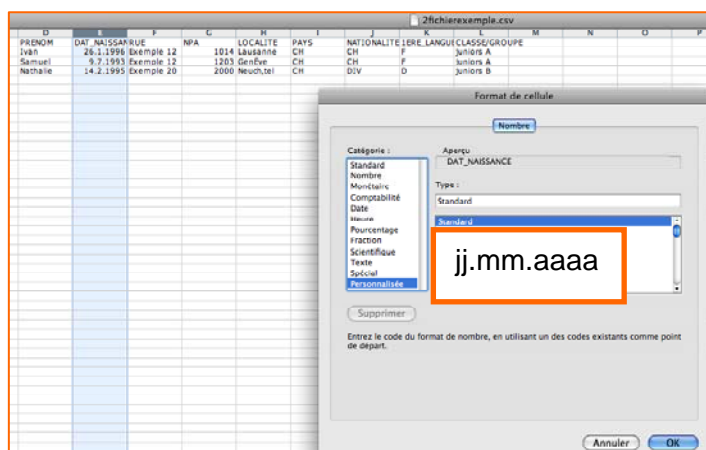 2fichierexemple.csv
D E F G H I J K L M N O P
PRENOM DAT_NAISSAN RUE NPA LOCALITE PAYS NATIONALITE 1ERE_LANGUE CLASSE/GROUPE
Ivan 26.1.1996 Exemple 12 1014 Lausanne CH CH F Juniors A
Samuel 9.7.1993 Exemple 12 1203 GenËve CH CH F Juniors A
Nathalie 14.2.1995 Exemple 20 2000 Neuch‚tel CH DIV D Juniors B
Format de cellule
Nombre
Catégorie :
Standard
Nombre
Monétaire
Comptabilité
Date
Heure
Pourcentage
Fraction
Scientifique
Texte
Spécial
Personnalisée
Aperçu
DAT_NAISSANCE
Type :
Standard
Standard
jj.mm.aaaa
Supprimer
Entrez le code du format de nombre, en utilisant un des codes existants comme point
de départ.
Annuler OK